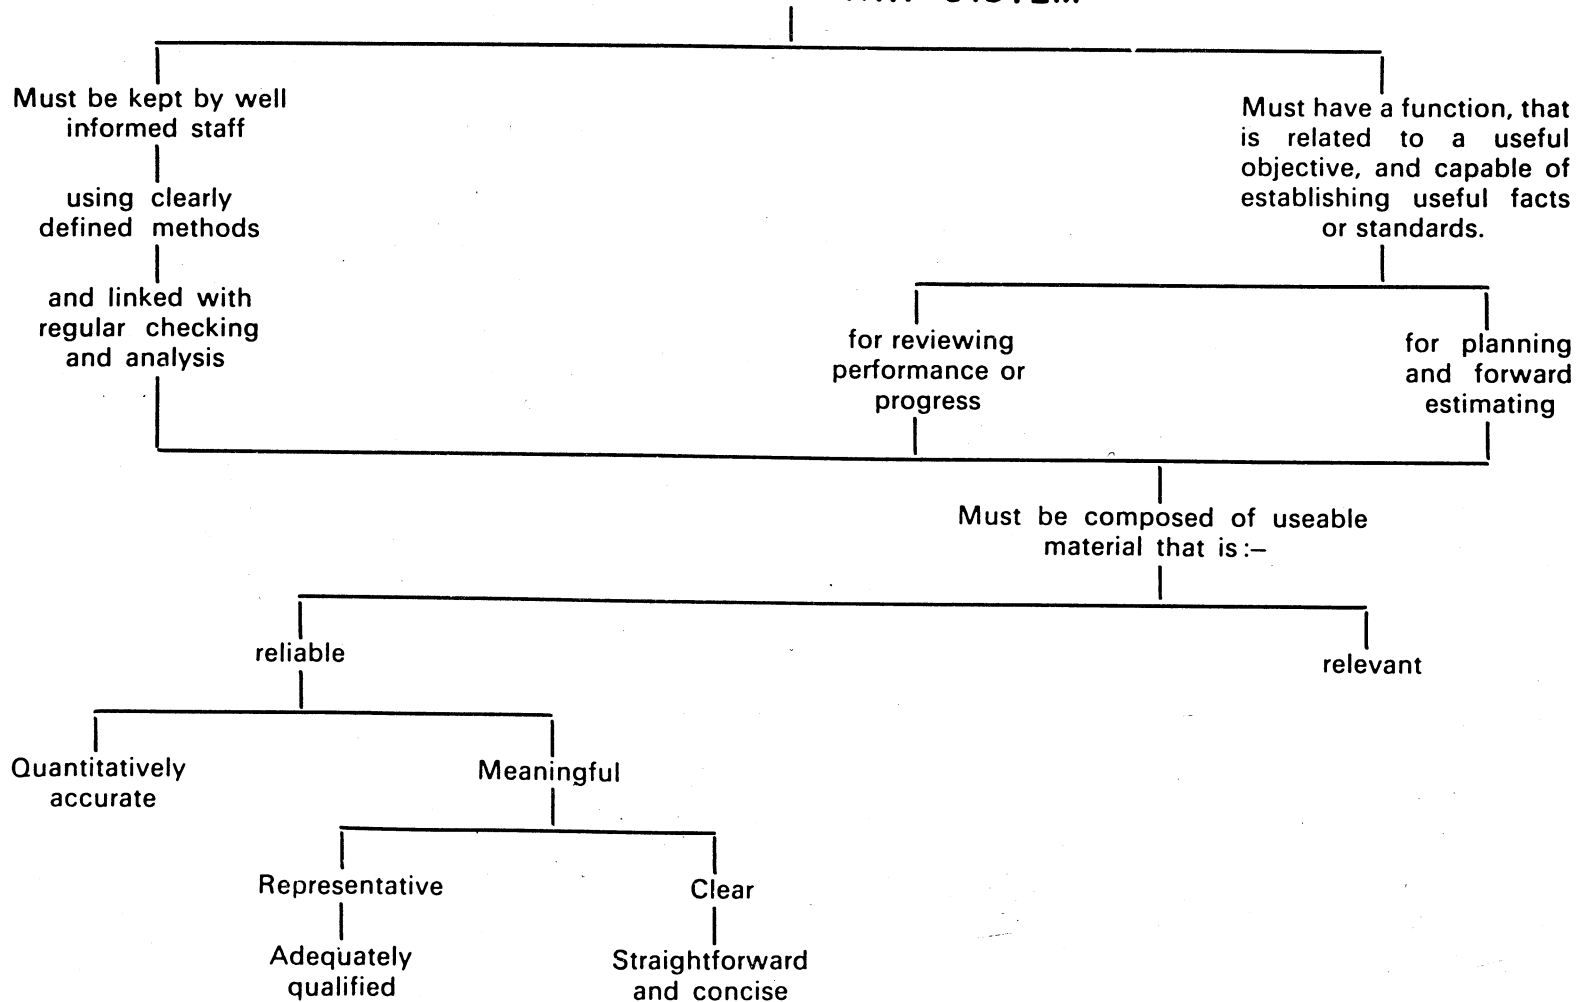 SYSTEM
Must be kept by well
informed staff
using clearly
defined methods
and linked with
regular checking
and analysis
Must have a function, that
is related to a useful
objective, and capable of
establishing useful facts
or standards.
for reviewing
performance or
progress
for planning
and forward
estimating
Must be composed of useable
material that is :–
reliable
relevant
Quantitatively
accurate
Meaningful
Representative
Clear
Adequately
qualified
Straightforward
and concise